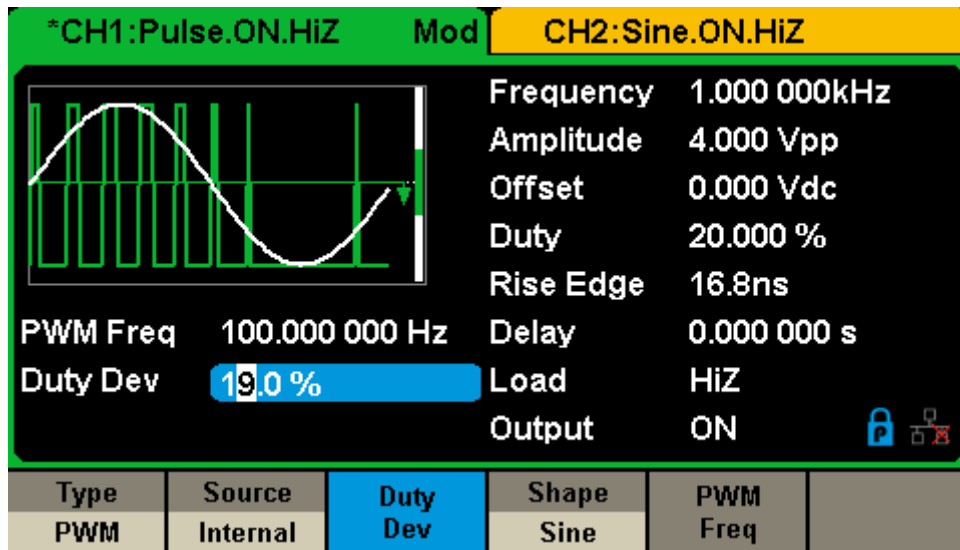 *CH1:Pulse.ON.HiZ Mod CH2:Sine.ON.HiZ
Frequency 1.000 000kHz
Amplitude 4.000 Vpp
Offset 0.000 Vdc
Duty 20.000 %
Rise Edge 16.8ns
PWM Freq 100.000 000 Hz Delay 0.000 000 s
Duty Dev 19.0 % Load HiZ
Output ON P
Type Source Duty Shape PWM
PWM Internal Dev Sine Freq